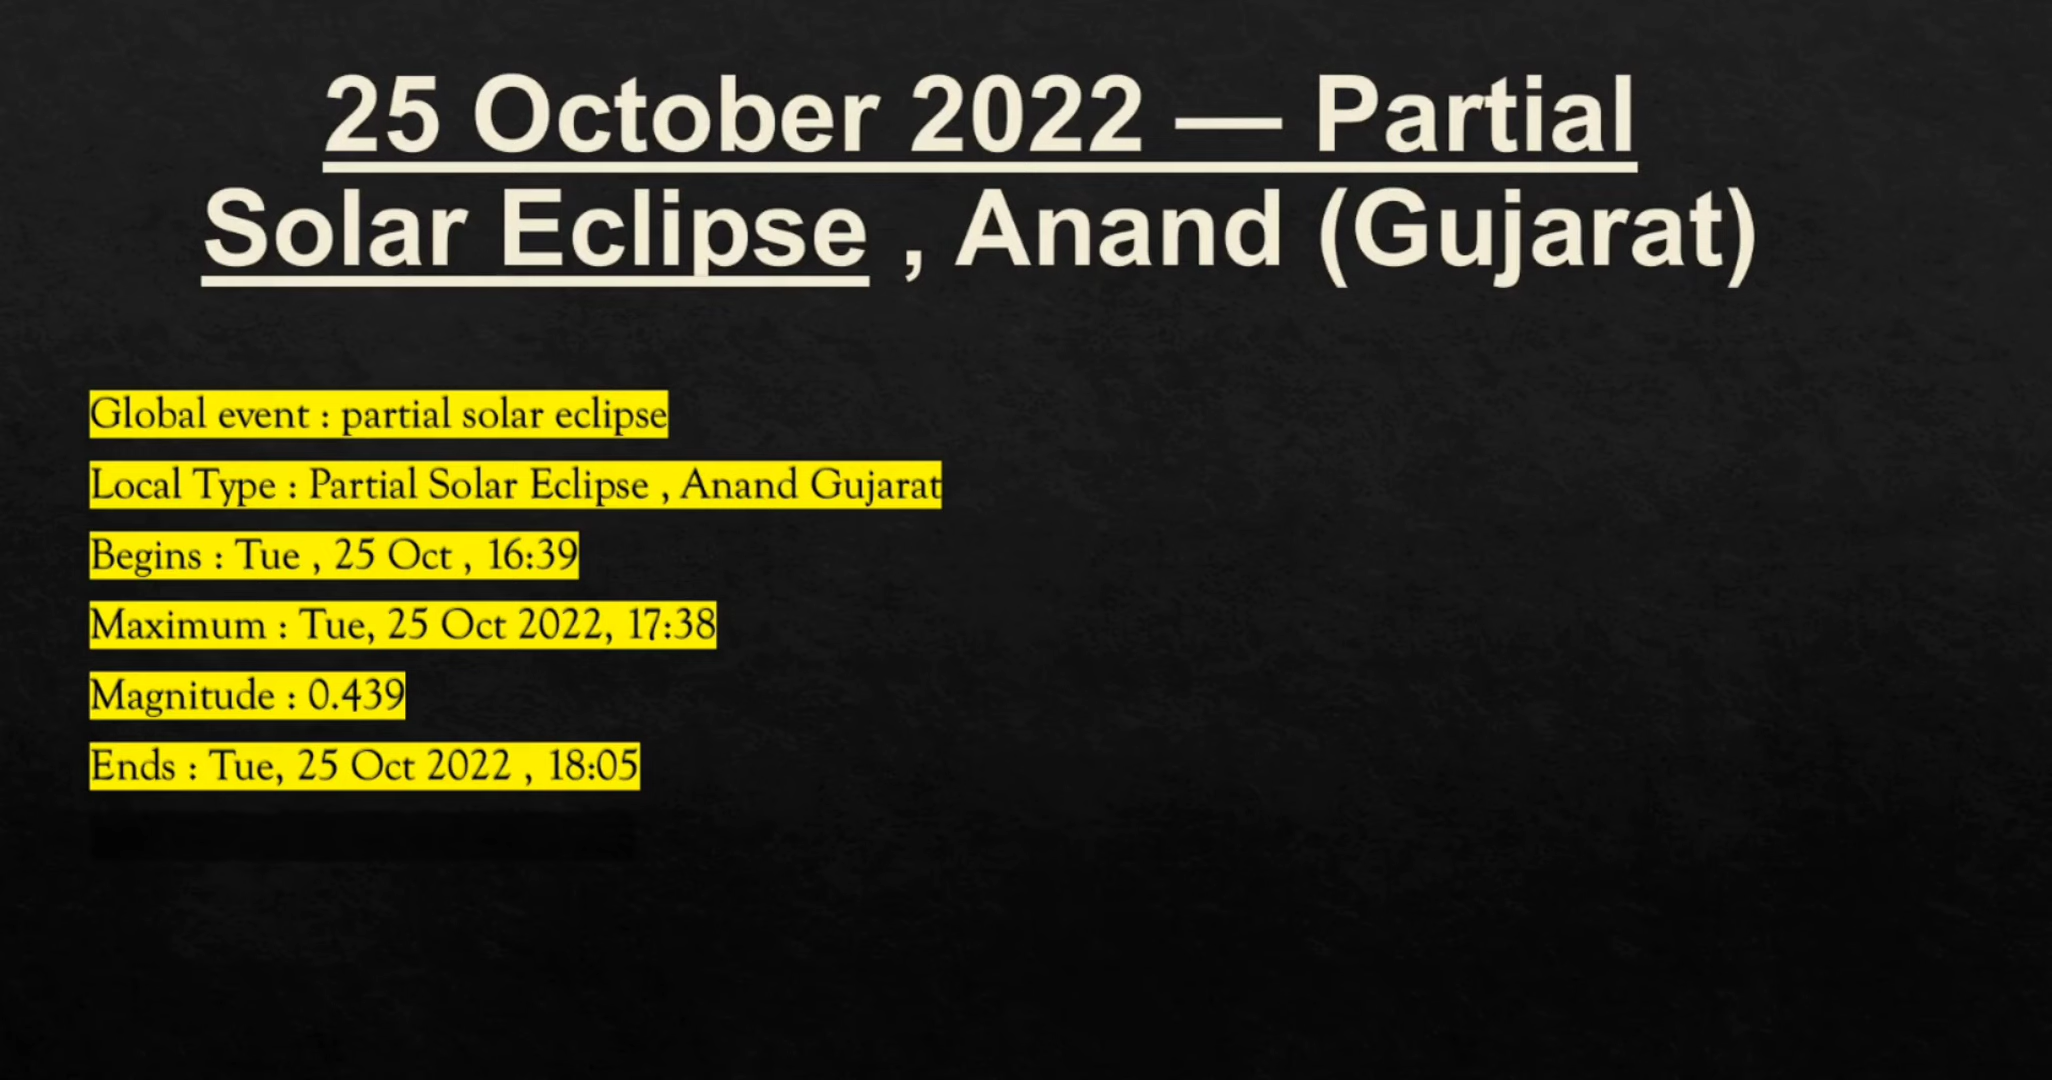 25 October 2022 — Partial
Solar Eclipse , Anand (Gujarat)
Global event : partial solar eclipse
Local Type : Partial Solar Eclipse , Anand Gujarat
Begins : Tue , 25 Oct , 16:39
Maximum : Tue, 25 Oct 2022, 17:38
Magnitude : 0.439
Ends : Tue, 25 Oct 2022 , 18:05